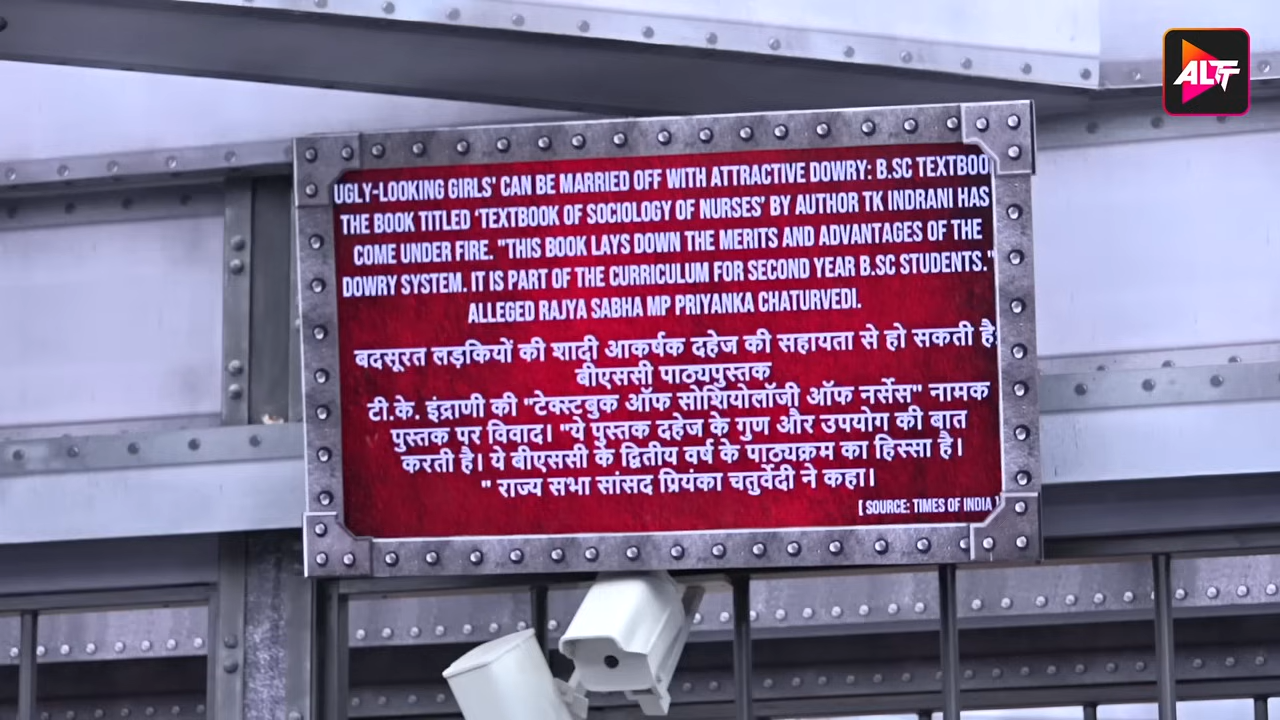 ALTT
UGLY-LOOKING GIRLS' CAN BE MARRIED OFF WITH ATTRACTIVE DOWRY: B.SC TEXTBOO
THE BOOK TITLED ‘TEXTBOOK OF SOCIOLOGY OF NURSES’ BY AUTHOR TK INDRANI HAS
COME UNDER FIRE. "THIS BOOK LAYS DOWN THE MERITS AND ADVANTAGES OF THE
DOWRY SYSTEM. IT IS PART OF THE CURRICULUM FOR SECOND YEAR B.SC STUDENTS."
ALLEGED RAJYA SABHA MP PRIYANKA CHATURVEDI.
बदसूरत लड़कियों की शादी आकर्षक दहेज की सहायता से हो सकती है:
बीएससी पाठ्यपुस्तक
टी.के. इंद्राणी की "टेक्स्टबुक ऑफ सोशियोलॉजी ऑफ नर्सेस" नामक
पुस्तक पर विवाद। "ये पुस्तक दहेज के गुण और उपयोग की बात
करती है। ये बीएससी के द्वितीय वर्ष के पाठ्यक्रम का हिस्सा है।
" राज्य सभा सांसद प्रियंका चतुर्वेदी ने कहा।
[ SOURCE: TIMES OF INDIA ]